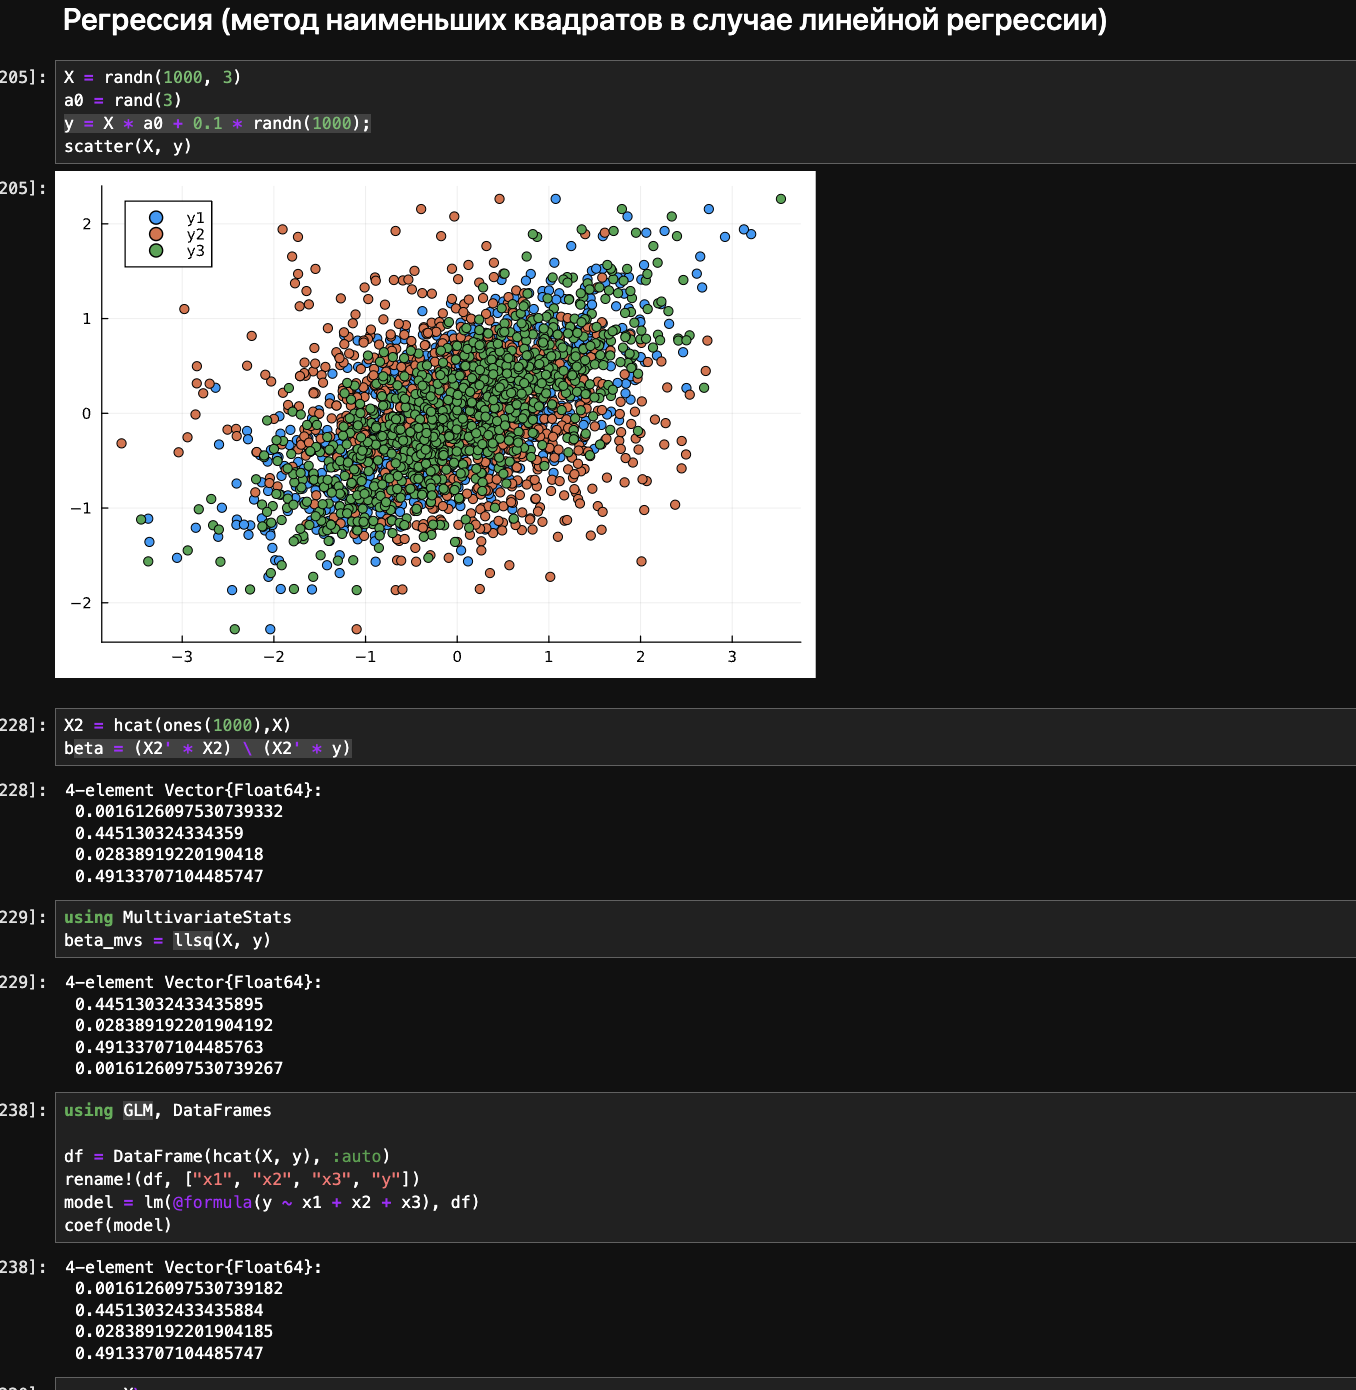 Регрессия (метод наименьших квадратов в случае линейной регрессии)
205]:
X = randn(1000, 3)
a0 = rand(3)
y = X * a0 + 0.1 * randn(1000);
scatter(X, y)
205]:
y1
y2
y3
2
1
0
−1
−2
−3 −2 −1 0 1 2 3
228]:
X2 = hcat(ones(1000),X)
beta = (X2' * X2) \ (X2' * y)
228]:
4-element Vector{Float64}:
0.0016126097530739332
0.445130324334359
0.02838919220190418
0.49133707104485747
229]:
using MultivariateStats
beta_mvs = llsq(X, y)
229]:
4-element Vector{Float64}:
0.44513032433435895
0.028389192201904192
0.49133707104485763
0.0016126097530739267
238]:
using GLM, DataFrames
df = DataFrame(hcat(X, y), :auto)
rename!(df, ["x1", "x2", "x3", "y"])
model = lm(@formula(y ~ x1 + x2 + x3), df)
coef(model)
238]:
4-element Vector{Float64}:
0.0016126097530739182
0.44513032433435884
0.028389192201904185
0.49133707104485747